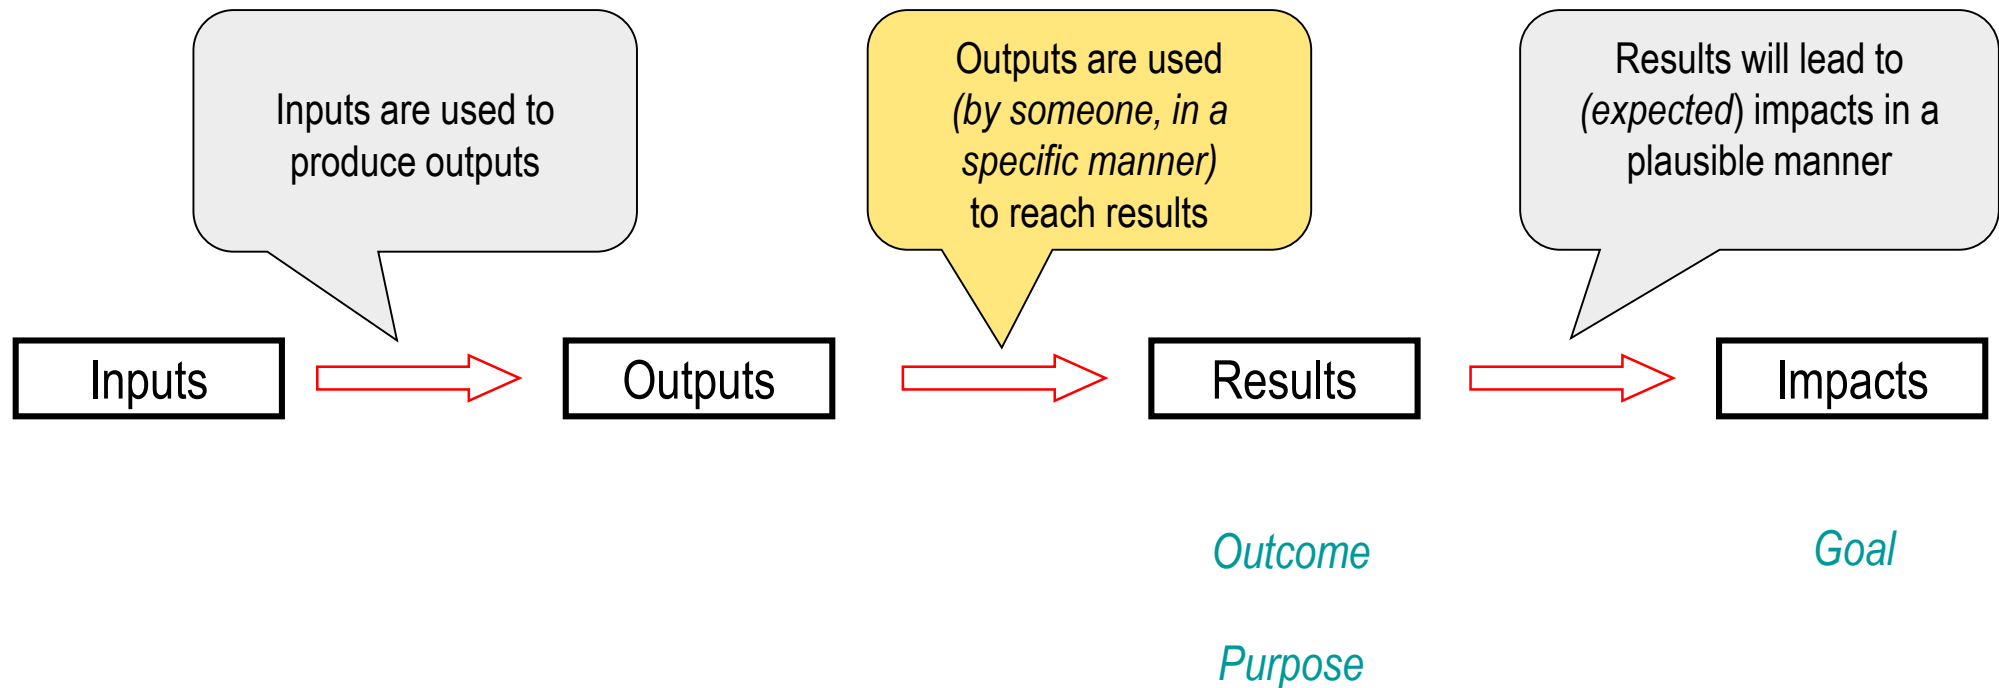 Inputs are used to
produce outputs
Outputs are used
(by someone, in a
specific manner)
to reach results
Results will lead to
(expected) impacts in a
plausible manner
Inputs
Outputs
Results
Impacts
Outcome
Goal
Purpose